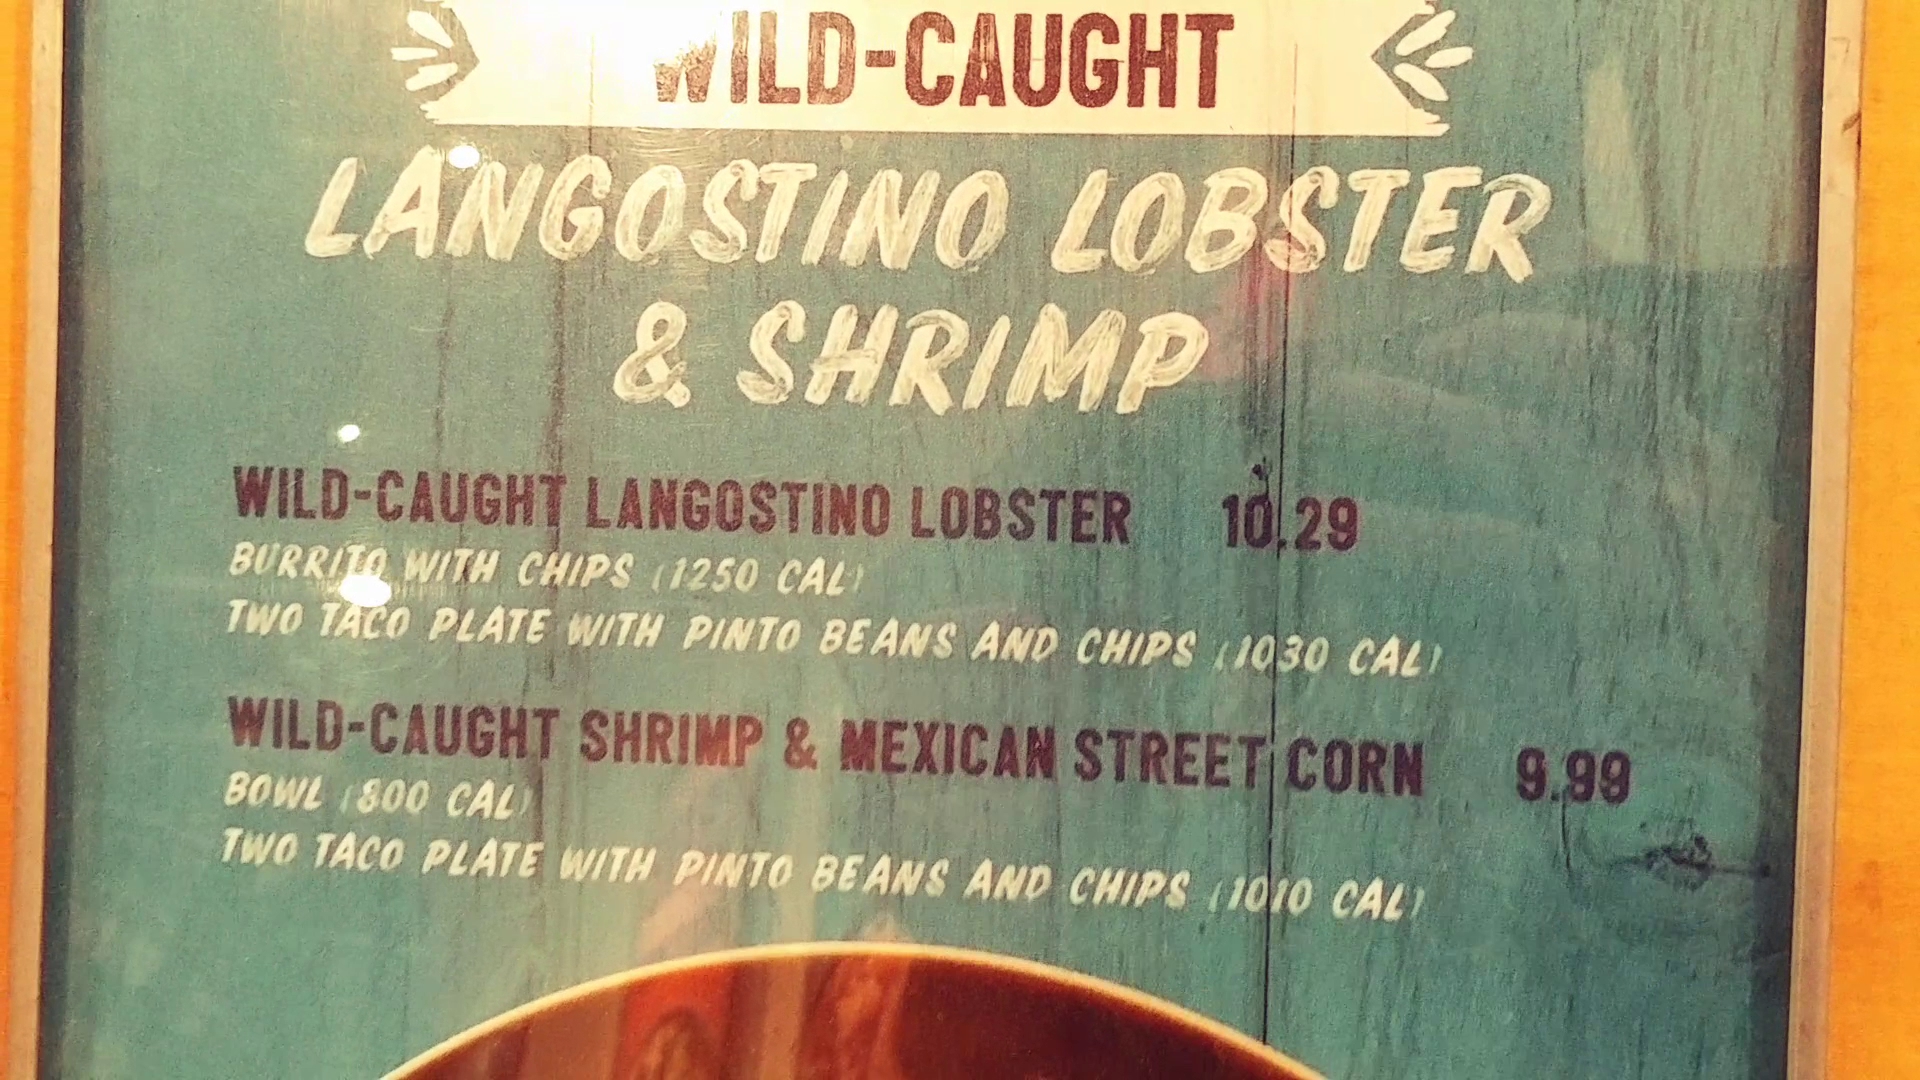 WILD-CAUGHT
LANGOSTINO LOBSTER
& SHRIMP
WILD-CAUGHT LANGOSTINO LOBSTER 10.29
BURRITO WITH CHIPS (1250 CAL)
TWO TACO PLATE WITH PINTO BEANS AND CHIPS (1030 CAL)
WILD-CAUGHT SHRIMP & MEXICAN STREET CORN 9.99
BOWL (800 CAL)
TWO TACO PLATE WITH PINTO BEANS AND CHIPS (1010 CAL)